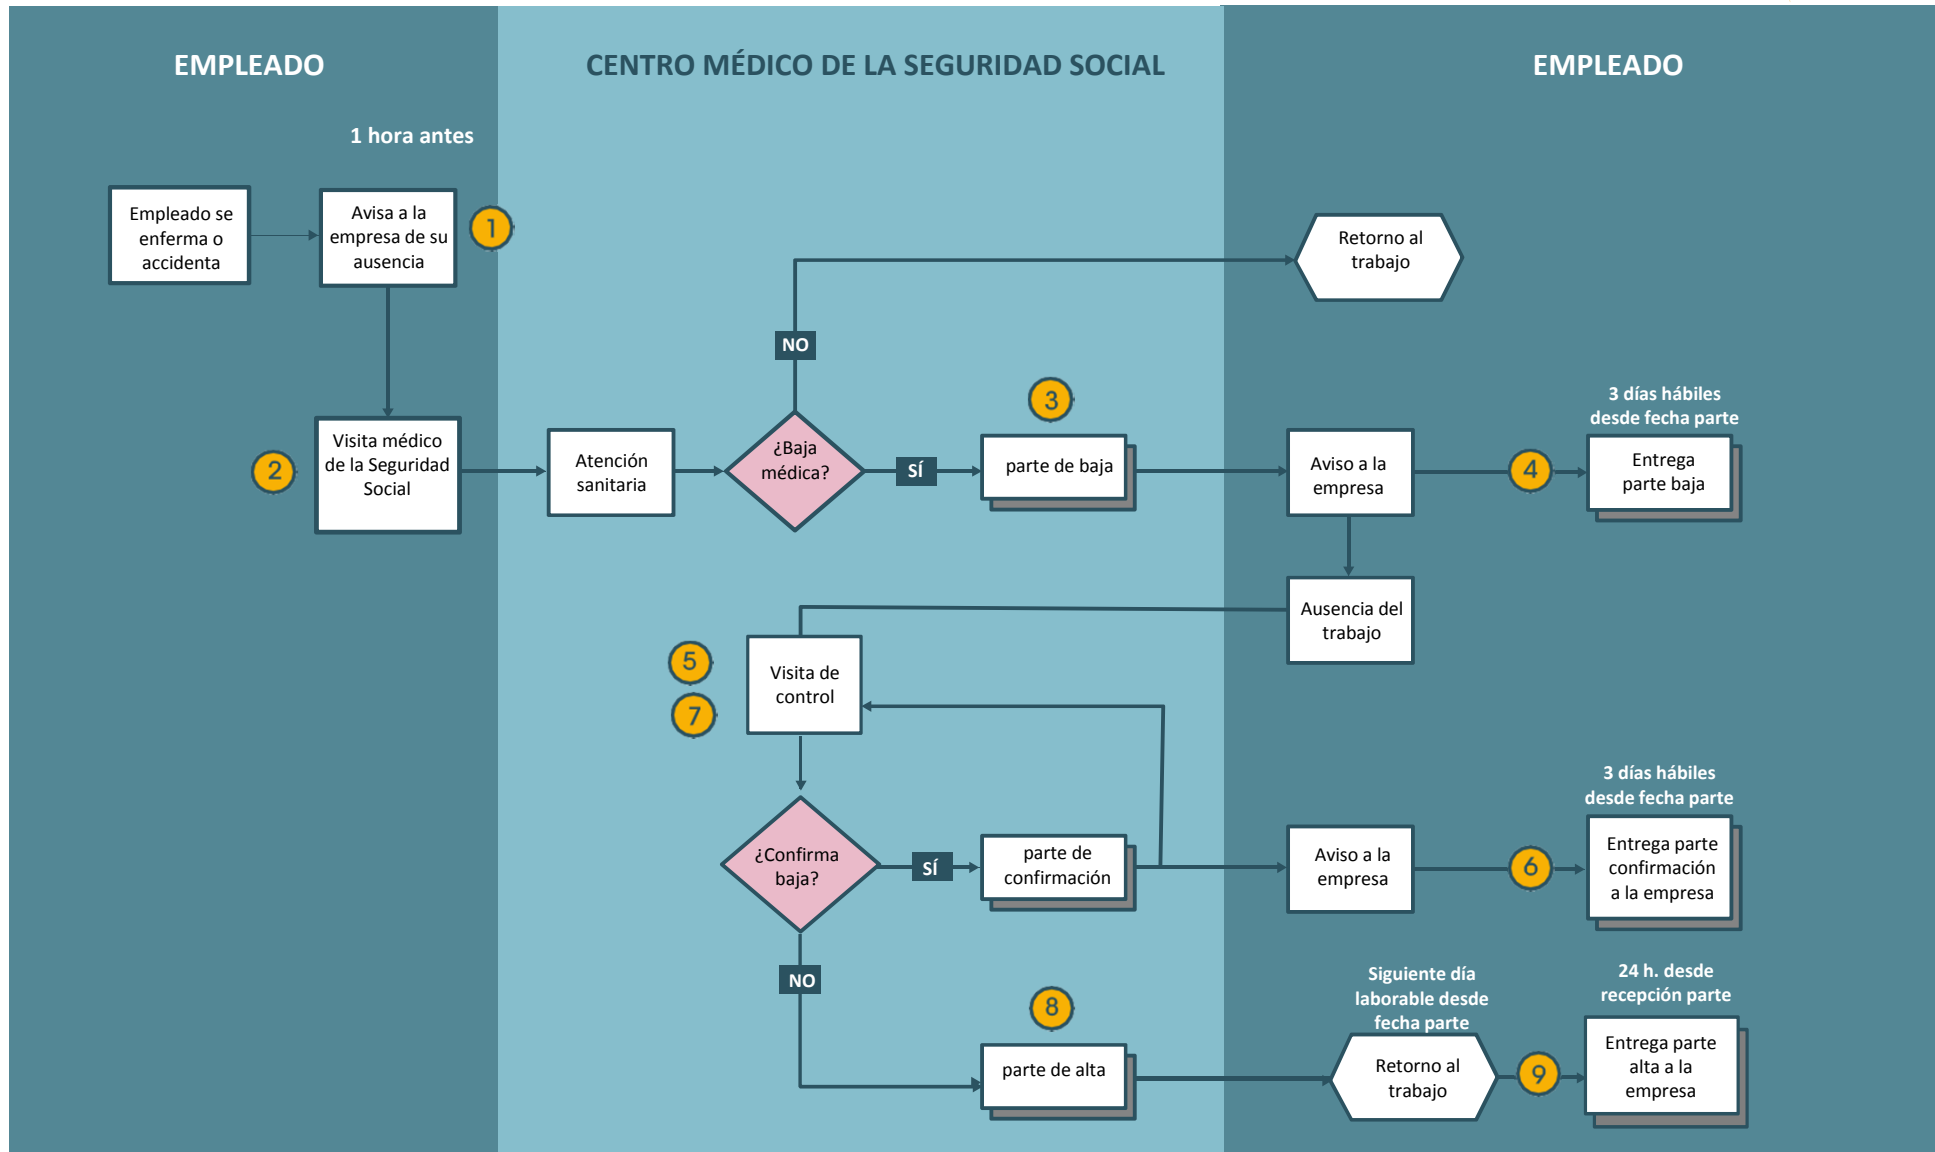 EMPLEADO
CENTRO MÉDICO DE LA SEGURIDAD SOCIAL
EMPLEADO
1 hora antes
Empleado se
enferma o
accidenta
Avisa a la
empresa de su
ausencia
1
Retorno al
trabajo
NO
2
Visita médico
de la Seguridad
Social
Atención
sanitaria
¿Baja
médica?
SÍ
3
parte de baja
Aviso a la
empresa
4
3 días hábiles
desde fecha parte
Entrega
parte baja
Ausencia del
trabajo
5
7
Visita de
control
¿Confirma
baja?
SÍ
parte de
confirmación
Aviso a la
empresa
6
3 días hábiles
desde fecha parte
Entrega parte
confirmación
a la empresa
NO
8
parte de alta
Siguiente día
laborable desde
fecha parte
Retorno al
trabajo
9
24 h. desde
recepción parte
Entrega parte
alta a la
empresa